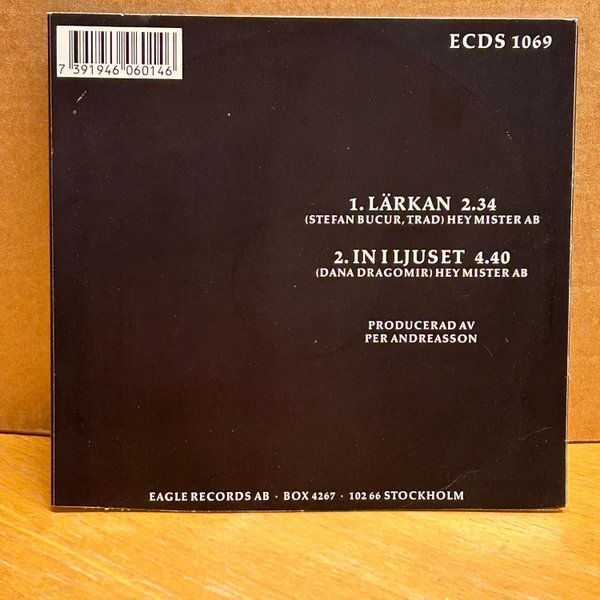 ECDS 1069
7 391946 060146
1. LÄRKAN 2.34
(STEFAN BUCUR, TRAD) HEY MISTER AB
2. IN I LJUSET 4.40
(DANA DRAGOMIR) HEY MISTER AB
PRODUCERAD AV
PER ANDREASSON
EAGLE RECORDS AB · BOX 4267 · 102 66 STOCKHOLM